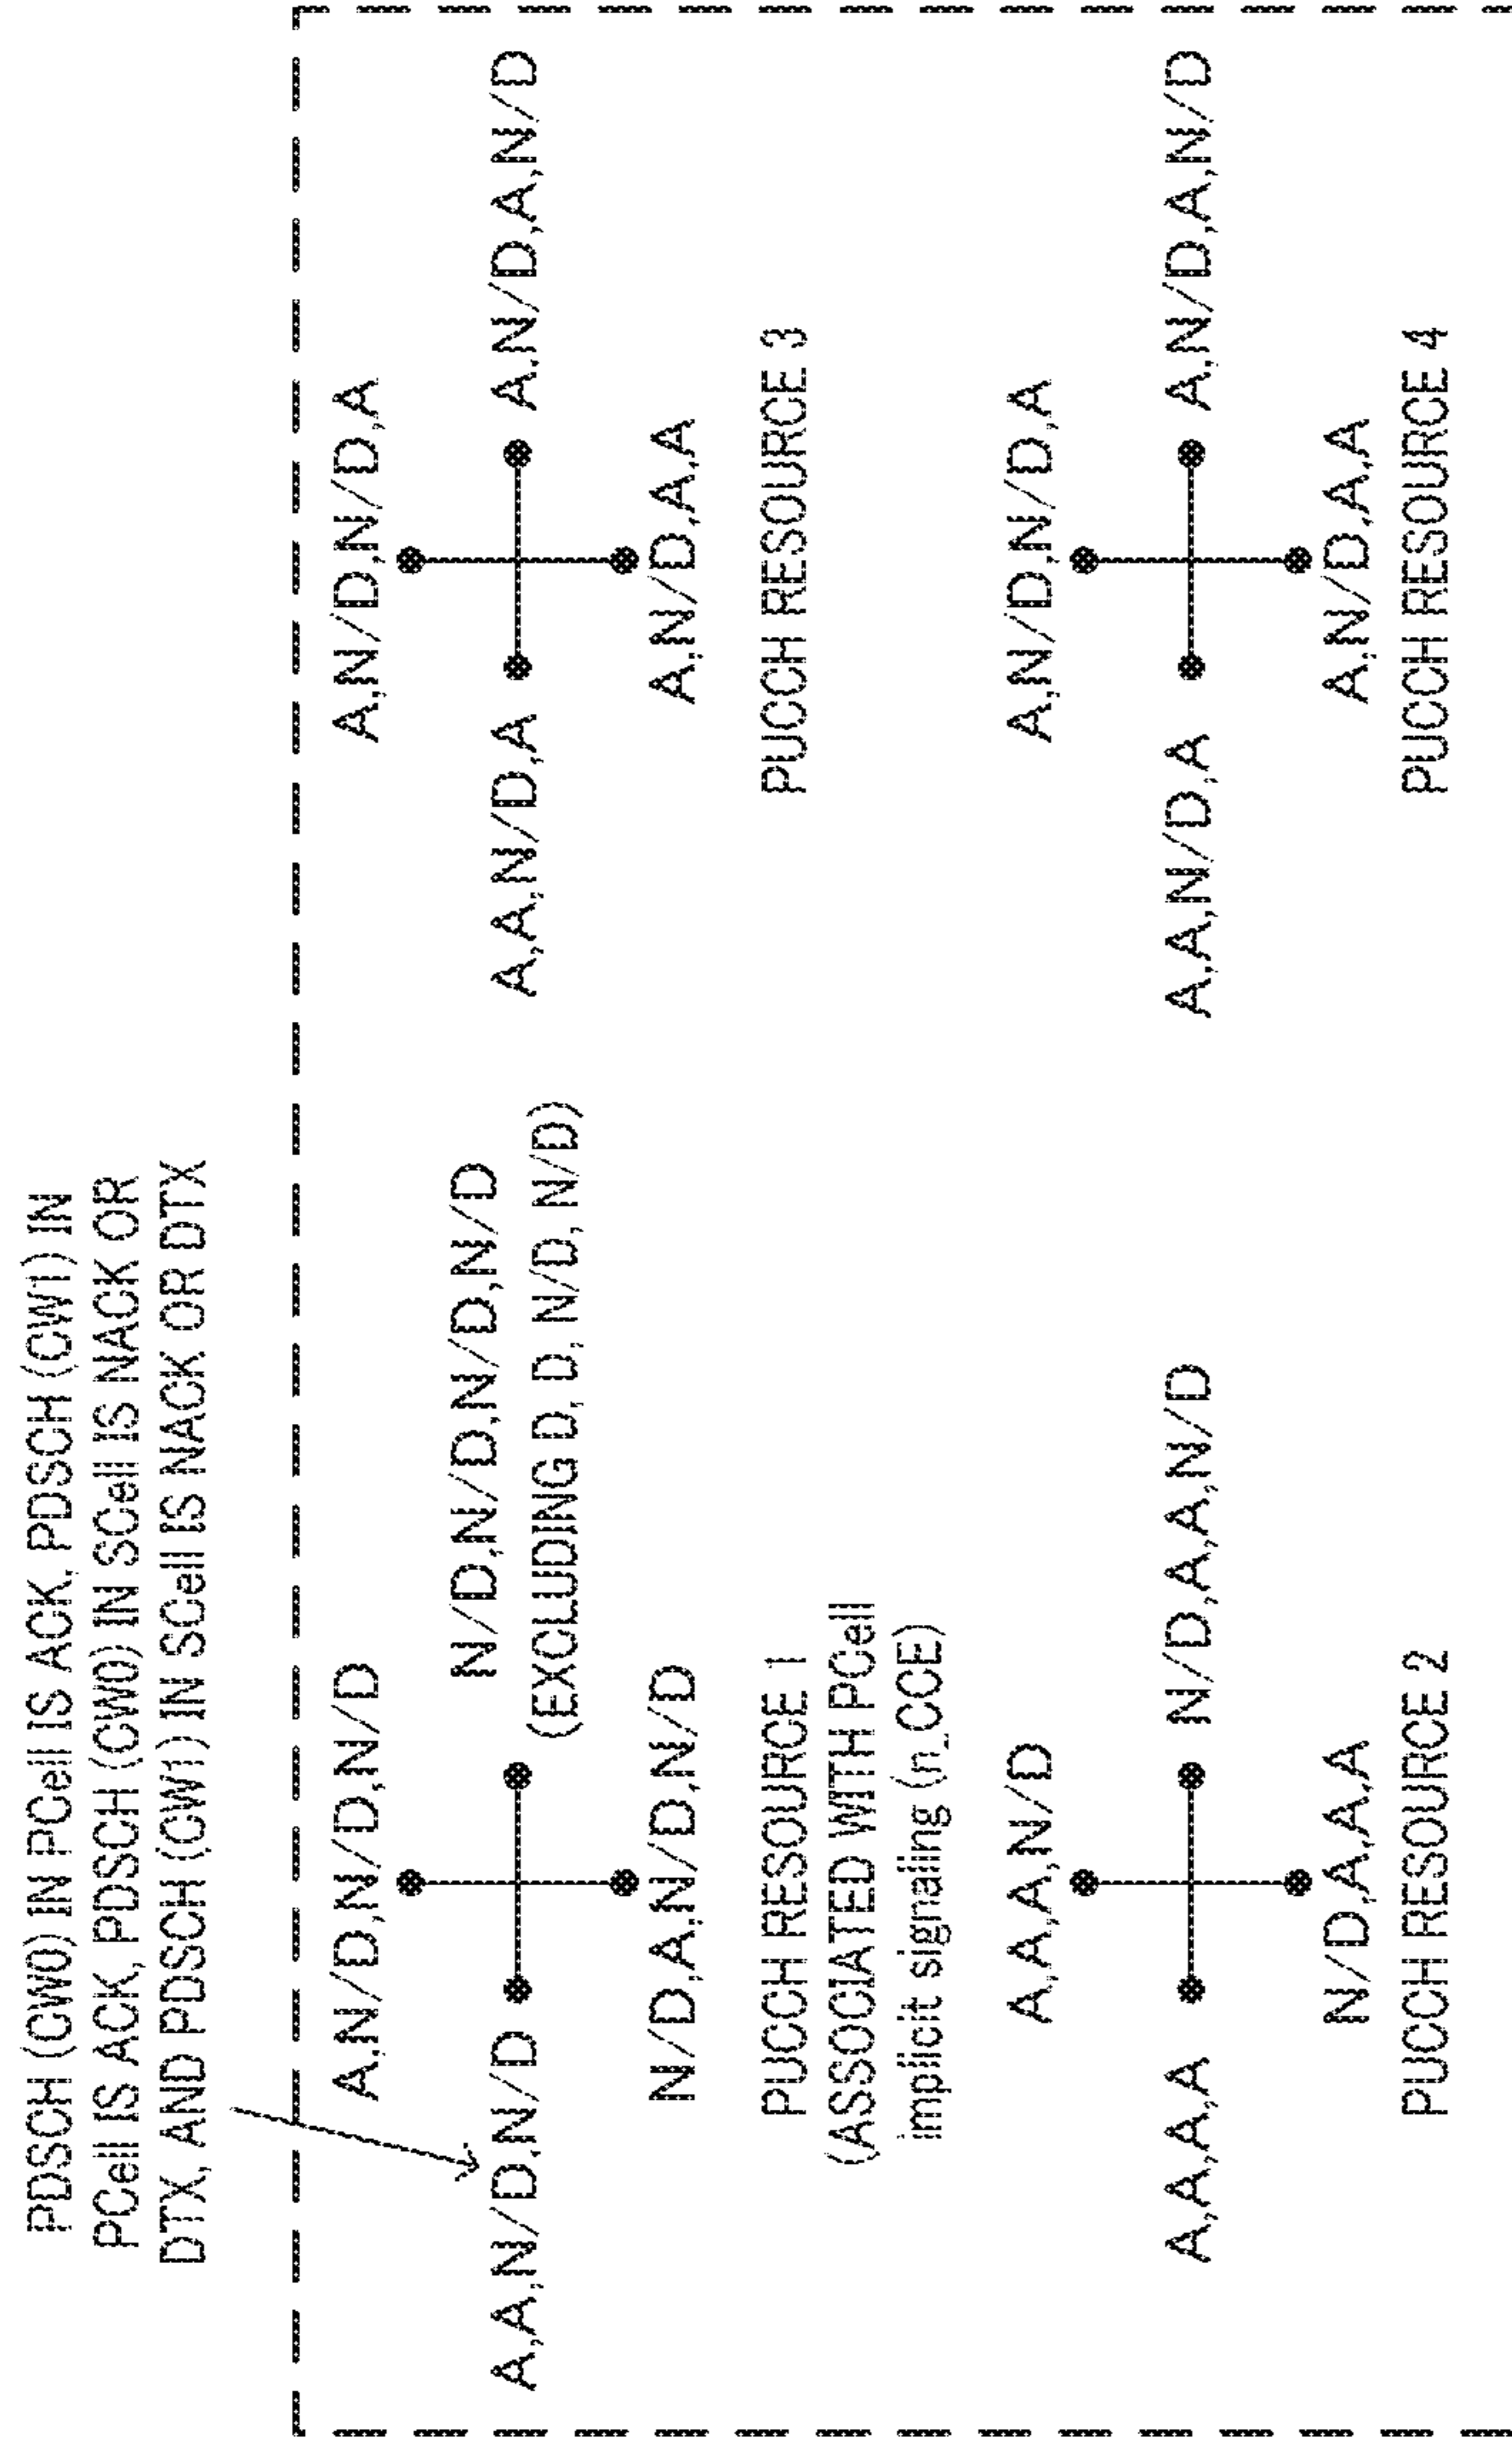 PDSCH (CW0) IN PCell IS ACK, PDSCH (CW1) IN
PCell IS ACK, PDSCH (CW0) IN SCell IS NACK OR
DTX, AND PDSCH (CW1) IN SCell IS NACK OR DTX
A,N/D,N/D,N/D
A,A,N/D,N/D
N/D,N/D,N/D,N/D
(EXCLUDING D, D, N/D, N/D)
N/D,A,N/D,N/D
PUCCH RESOURCE 1
(ASSOCIATED WITH PCell
implicit signaling (n_CCE)
A,N/D,N/D,A
A,A,N/D,A
A,N/D,A,N/D
A,N/D,A,A
PUCCH RESOURCE 3
A,A,A,N/D
A,A,A,A
N/D,A,A,N/D
N/D,A,A,A
PUCCH RESOURCE 2
A,N/D,N/D,A
A,A,N/D,A
A,N/D,A,N/D
A,N/D,A,A
PUCCH RESOURCE 4